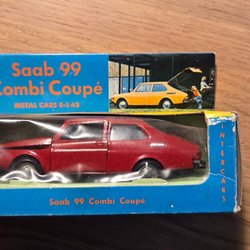 Saab 99
Combi Coupé
METAL CARS E-1:43
INTERCARS
Saab 99 Combi Coupé